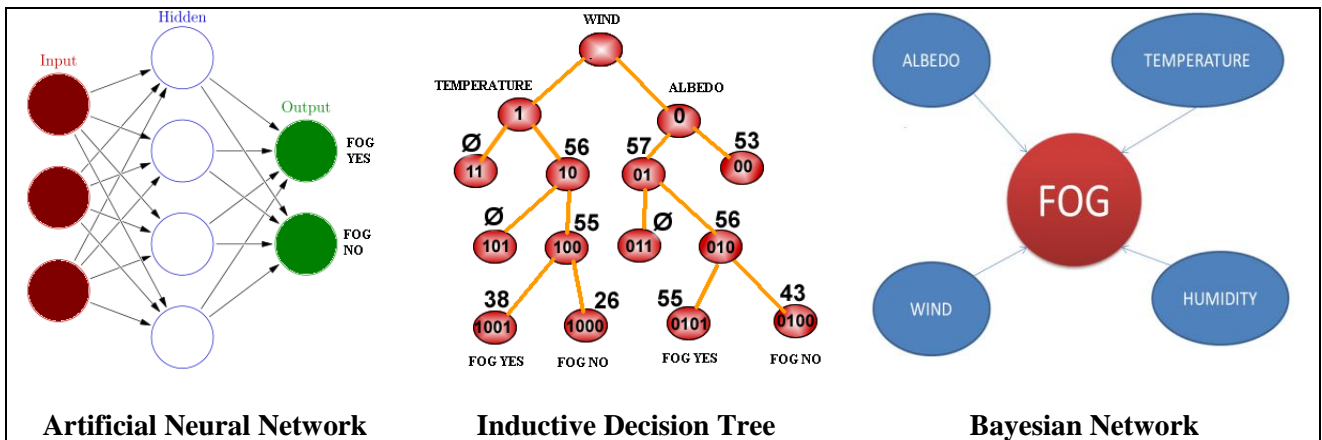 Hidden
Input
Output
FOG
YES
FOG
NO
Artificial Neural Network
WIND
TEMPERATURE
ALBEDO
1
0
Ø
56
57
53
11
10
01
00
Ø
55
Ø
56
101
100
011
010
38
26
55
43
1001
1000
0101
0100
FOG YES
FOG NO
FOG YES
FOG NO
Inductive Decision Tree
ALBEDO
TEMPERATURE
FOG
WIND
HUMIDITY
Bayesian Network